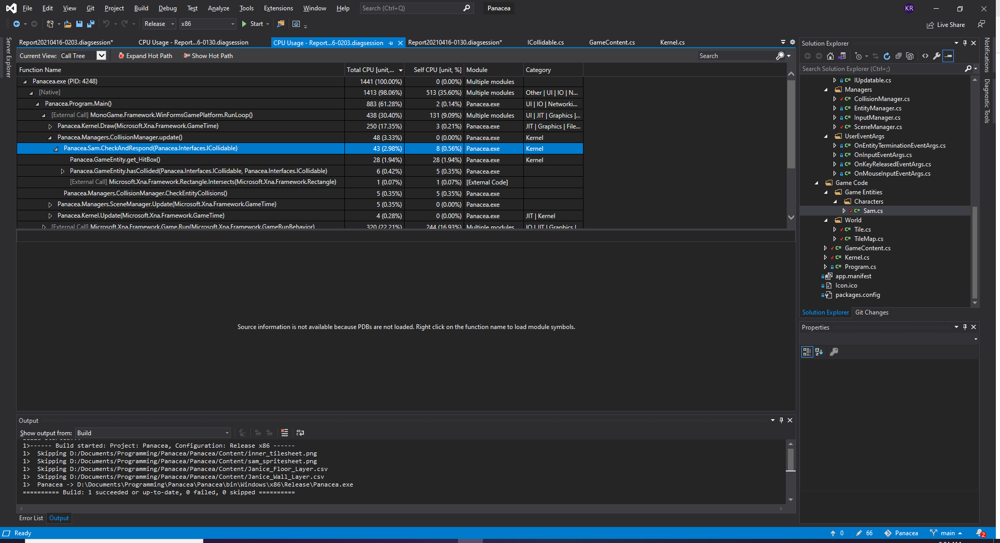 File Edit View Git Project Build Debug Test Analyze Tools Extensions Window Help Search (Ctrl+Q) Panacea KR
Release x86 Start Live Share
Server Explorer
Report20210416-0203.diagsession* CPU Usage - Report...6-0130.diagsession CPU Usage - Report...6-0203.diagsession Report20210416-0130.diagsession* ICollidable.cs GameContent.cs Kernel.cs
Current View: Call Tree Expand Hot Path Show Hot Path Search
Function Name Total CPU [unit,... Self CPU [unit, %] Module Category
Panacea.exe (PID: 4248) 1441 (100.00%) 0 (0.00%) Multiple modules
[Native] 1413 (98.06%) 513 (35.60%) Multiple modules Other | UI | IO | N...
Panacea.Program.Main() 883 (61.28%) 2 (0.14%) Panacea.exe UI | IO | Networki...
[External Call] MonoGame.Framework.WinFormsGamePlatform.RunLoop() 438 (30.40%) 131 (9.09%) Multiple modules UI | JIT | Graphics |...
Panacea.Kernel.Draw(Microsoft.Xna.Framework.GameTime) 250 (17.35%) 3 (0.21%) Panacea.exe JIT | Graphics | File...
Panacea.Managers.CollisionManager.update() 48 (3.33%) 0 (0.00%) Panacea.exe Kernel
Panacea.Sam.CheckAndRespond(Panacea.Interfaces.ICollidable) 43 (2.98%) 8 (0.56%) Panacea.exe Kernel
Panacea.GameEntity.get_HitBox() 28 (1.94%) 28 (1.94%) Panacea.exe Kernel
Panacea.GameEntity.hasCollided(Panacea.Interfaces.ICollidable, Panacea.Interfaces.ICollidable) 6 (0.42%) 5 (0.35%) Panacea.exe
[External Call] Microsoft.Xna.Framework.Rectangle.Intersects(Microsoft.Xna.Framework.Rectangle) 1 (0.07%) 1 (0.07%) [External Code]
Panacea.Managers.CollisionManager.CheckEntityCollisions() 5 (0.35%) 5 (0.35%) Panacea.exe
Panacea.Managers.SceneManager.Update(Microsoft.Xna.Framework.GameTime) 5 (0.35%) 0 (0.00%) Panacea.exe
Panacea.Kernel.Update(Microsoft.Xna.Framework.GameTime) 4 (0.28%) 0 (0.00%) Panacea.exe JIT | Kernel
[External Call] Microsoft.Xna.Framework.Game.Run(Microsoft.Xna.Framework.GameRunBehavior) 320 (22.21%) 244 (16.93%) Multiple modules IO | JIT | Graphics |
Source information is not available because PDBs are not loaded. Right click on the function name to load module symbols.
Output
Show output from: Build
1>------ Build started: Project: Panacea, Configuration: Release x86 ------
1> Skipping D:/Documents/Programming/Panacea/Panacea/Content/inner_tilesheet.png
1> Skipping D:/Documents/Programming/Panacea/Panacea/Content/sam_spritesheet.png
1> Skipping D:/Documents/Programming/Panacea/Panacea/Content/Janice_Floor_Layer.csv
1> Skipping D:/Documents/Programming/Panacea/Panacea/Content/Janice_Wall_Layer.csv
1> Panacea -> D:\Documents\Programming\Panacea\Panacea\bin\Windows\x86\Release\Panacea.exe
========== Build: 1 succeeded or up-to-date, 0 failed, 0 skipped ==========
Error List Output
Solution Explorer
Search Solution Explorer (Ctrl+;)
C# IUpdatable.cs
Managers
C# CollisionManager.cs
C# EntityManager.cs
C# InputManager.cs
C# SceneManager.cs
UserEventArgs
C# OnEntityTerminationEventArgs.cs
C# OnInputEventArgs.cs
C# OnKeyReleasedEventArgs.cs
C# OnMouseInputEventArgs.cs
Game Code
Game Entities
Characters
C# Sam.cs
World
C# Tile.cs
C# TileMap.cs
C# GameContent.cs
C# Kernel.cs
C# Program.cs
app.manifest
Icon.ico
packages.config
Solution Explorer Git Changes
Properties
Notifications
Diagnostic Tools
Ready 0 66 Panacea main 2